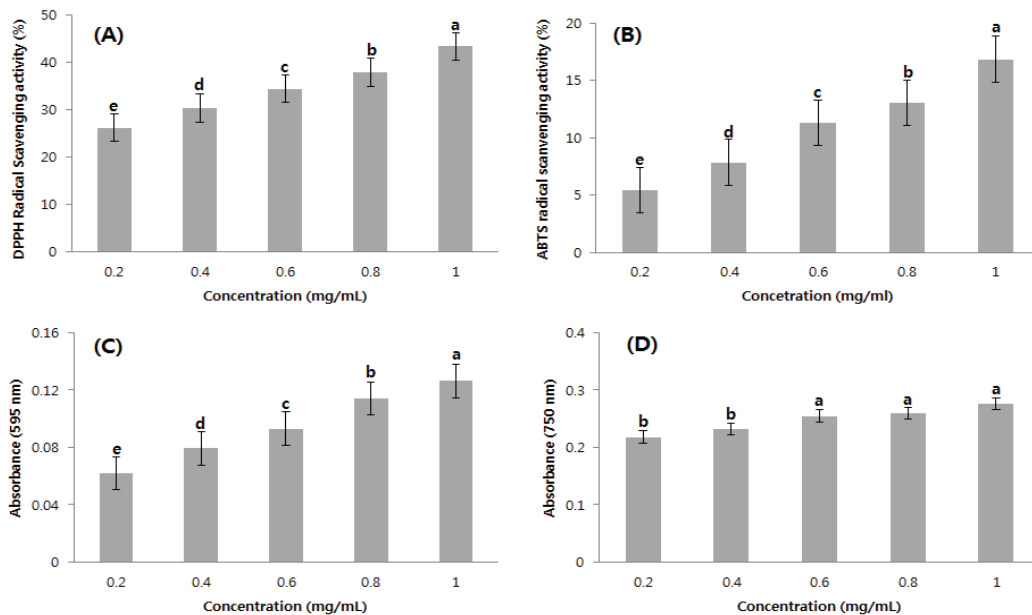 (A)
DPPH Radical Scavenging activity (%)
50
40
30
20
10
0
e
d
c
b
a
0.2 0.4 0.6 0.8 1
Concentration (mg/mL)
(B)
ABTS radical scanvenging activity (%)
20
15
10
5
0
e
d
c
b
a
0.2 0.4 0.6 0.8 1
Concetration (mg/ml)
(C)
Absorbance (595 nm)
0.16
0.12
0.08
0.04
0
e
d
c
b
a
0.2 0.4 0.6 0.8 1
Concentration (mg/mL)
(D)
Absorbance (750 nm)
0.4
0.3
0.2
0.1
0
b
b
a
a
a
0.2 0.4 0.6 0.8 1
Concentration (mg/mL)